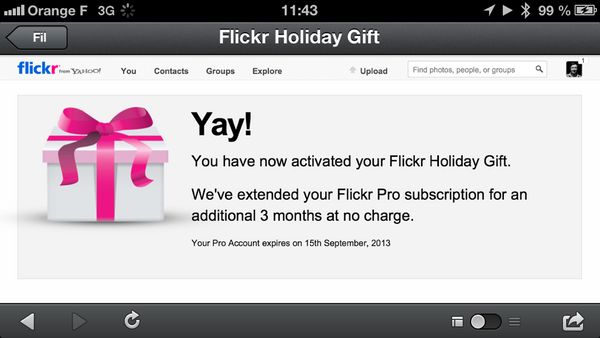 Orange F 3G 11:43 99 %
Fil Flickr Holiday Gift
flickr from YAHOO! You Contacts Groups Explore Upload Find photos, people, or groups 1
Yay!
You have now activated your Flickr Holiday Gift.
We've extended your Flickr Pro subscription for an
additional 3 months at no charge.
Your Pro Account expires on 15th September, 2013